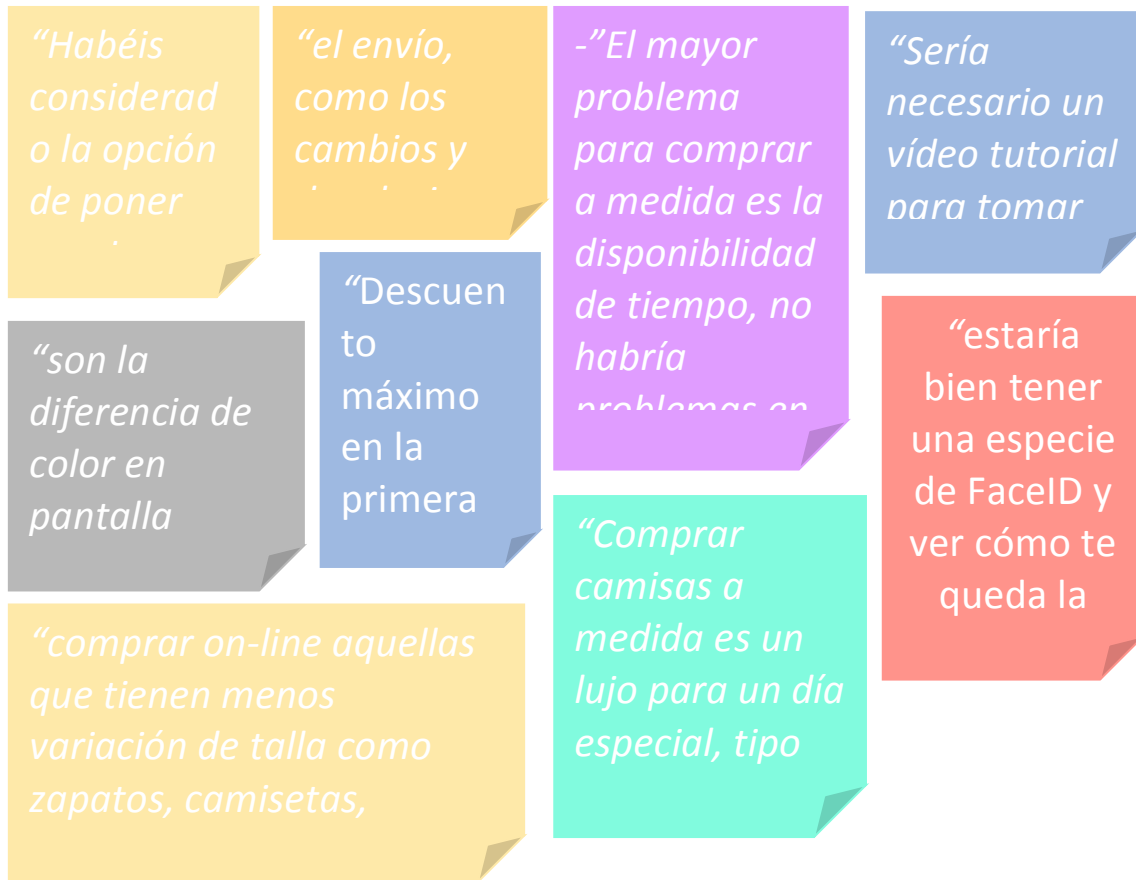 “Habéis
considerad
o la opción
de poner
“el envío,
como los
cambios y
-”El mayor
problema
para comprar
a medida es la
disponibilidad
de tiempo, no
habría
problemas en
“Sería
necesario un
vídeo tutorial
para tomar
“Descuen
to
máximo
en la
primera
“son la
diferencia de
color en
pantalla
“estaría
bien tener
una especie
de FaceID y
ver cómo te
queda la
“Comprar
camisas a
medida es un
lujo para un día
especial, tipo
“comprar on-line aquellas
que tienen menos
variación de talla como
zapatos, camisetas,